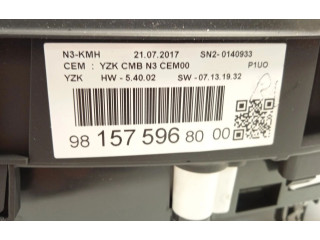 N3-KMH 21.07.2017 SN2- 0140933
CEM : YZK CMB N3 CEM00 P1UO
YZK HW - 5.40.02 SW - 07.13.19.32
98 157 596 80 00